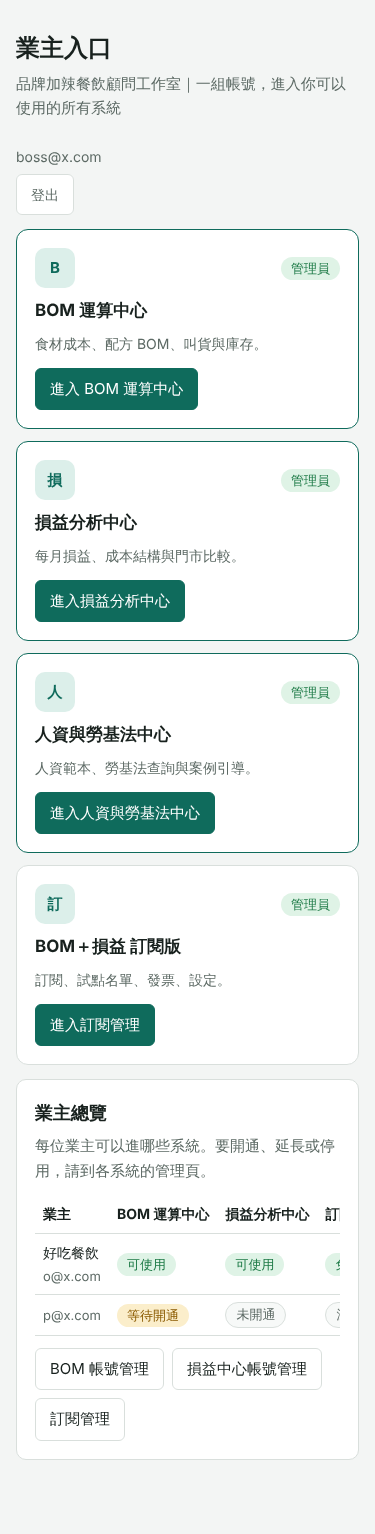 業主入口
品牌加辣餐飲顧問工作室｜一組帳號，進入你可以
使用的所有系統
boss@x.com
登出
B
管理員
BOM 運算中心
食材成本、配方 BOM、叫貨與庫存。
進入 BOM 運算中心
損
管理員
損益分析中心
每月損益、成本結構與門市比較。
進入損益分析中心
人
管理員
人資與勞基法中心
人資範本、勞基法查詢與案例引導。
進入人資與勞基法中心
訂
管理員
BOM＋損益 訂閱版
訂閱、試點名單、發票、設定。
進入訂閱管理
業主總覽
每位業主可以進哪些系統。要開通、延長或停
用，請到各系統的管理頁。
業主 BOM 運算中心 損益分析中心
好吃餐飲
o@x.com 可使用 可使用
p@x.com 等待開通 未開通
BOM 帳號管理 損益中心帳號管理
訂閱管理